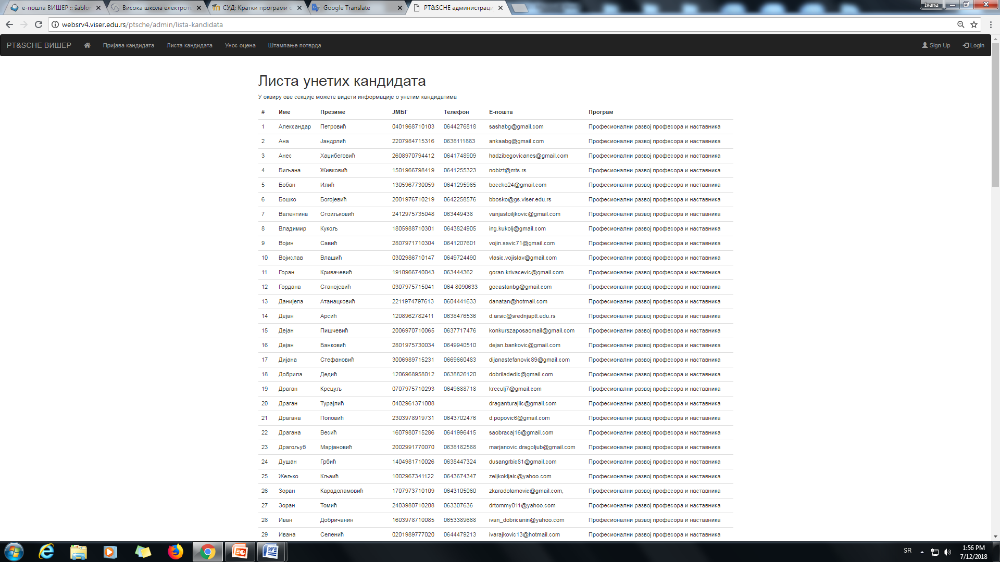 е-пошта ВИШЕР :: šablon
Висока школа електроте
СУД: Кратки програми с
Google Translate
PT&SCHE администраци
Ivana
websrv4.viser.edu.rs/ptsche/admin/lista-kandidata
PT&SCHE ВИШЕР Пријава кандидата Листа кандидата Унос оцена Штампање потврда Sign Up Login
Листа унетих кандидата
У оквиру ове секције можете видети информације о унетим кандидатима
# Име Презиме ЈМБГ Телефон Е-пошта Програм
1 Александар Петровић 0401968710103 0644276818 sashabg@gmail.com Професионални развој професора и наставника
2 Ана Јандрлић 2207984715316 0638111883 ankaabg@gmail.com Професионални развој професора и наставника
3 Анес Хаџибеговић 2608970794412 0641748909 hadzibegovicanes@gmail.com Професионални развој професора и наставника
4 Биљана Живковић 1501966798419 0641255323 nobizt@mts.rs Професионални развој професора и наставника
5 Бобан Илић 1305967730059 0641295965 boccko24@gmail.com Професионални развој професора и наставника
6 Бошко Богојевић 2001976710219 0642258576 bbosko@gs.viser.edu.rs Професионални развој професора и наставника
7 Валентина Стоиљковић 2412975735048 063449438 vanjastoiljkovic@gmail.com Професионални развој професора и наставника
8 Владимир Кукољ 1805988710301 0643824905 ing.kukolj@gmail.com Професионални развој професора и наставника
9 Војин Савић 2807971710304 0641207601 vojin.savic71@gmail.com Професионални развој професора и наставника
10 Војислав Влашић 0302986710147 0649724490 vlasic.vojislav@gmail.com Професионални развој професора и наставника
11 Горан Кривачевић 1910966740043 063444362 goran.krivacevic@gmail.com Професионални развој професора и наставника
12 Гордана Станојевић 0307975715041 064 8090633 gocastanbg@gmail.com Професионални развој професора и наставника
13 Данијела Атанацковић 2211974797613 0604441633 danatan@hotmail.com Професионални развој професора и наставника
14 Дејан Арсић 1208962782411 0638476536 d.arsic@srednjaptt.edu.rs Професионални развој професора и наставника
15 Дејан Пишчевић 2006970710065 0637717476 konkurszaposaomail@gmail.com Професионални развој професора и наставника
16 Дејан Банковић 2801975730034 0649940510 dejan.bankovic@gmail.com Професионални развој професора и наставника
17 Дијана Стефановић 3006989715231 0669660483 dijanastefanovic89@gmail.com Професионални развој професора и наставника
18 Добрила Дедић 1206968958012 0638826120 dobriladedic@gmail.com Професионални развој професора и наставника
19 Драган Крецуљ 0707975710293 0649688718 kreculj7@gmail.com Професионални развој професора и наставника
20 Драган Турајлић 0402961371008 draganturajlic@gmail.com Професионални развој професора и наставника
21 Драгана Поповић 2303978919731 0643702476 d.popovic6@gmail.com Професионални развој професора и наставника
22 Драгана Весић 1607980715286 0641996415 saobracaj16@gmail.com Професионални развој професора и наставника
23 Драгољуб Марјановић 2002991770070 0638182568 marjanovic.dragoljub@gmail.com Професионални развој професора и наставника
24 Душан Грбић 1404981710026 0638447324 dusangrbic81@gmail.com Професионални развој професора и наставника
25 Жељко Кљаић 1002967341122 0643674347 zeljkokljaic@yahoo.com Професионални развој професора и наставника
26 Зоран Карадоламовић 1707973710109 0643105060 zkaradolamovic@gmail.com, Професионални развој професора и наставника
27 Зоран Томић 2403980710208 063307636 drtommy011@yahoo.com Професионални развој професора и наставника
28 Иван Добричанин 1603978710085 0653389668 ivan_dobricanin@yahoo.com Професионални развој професора и наставника
29 Ивана Селенић 0201989777020 0644479213 ivarajkovic13@hotmail.com Професионални развој професора и наставника
SR
1:56 PM
7/12/2018